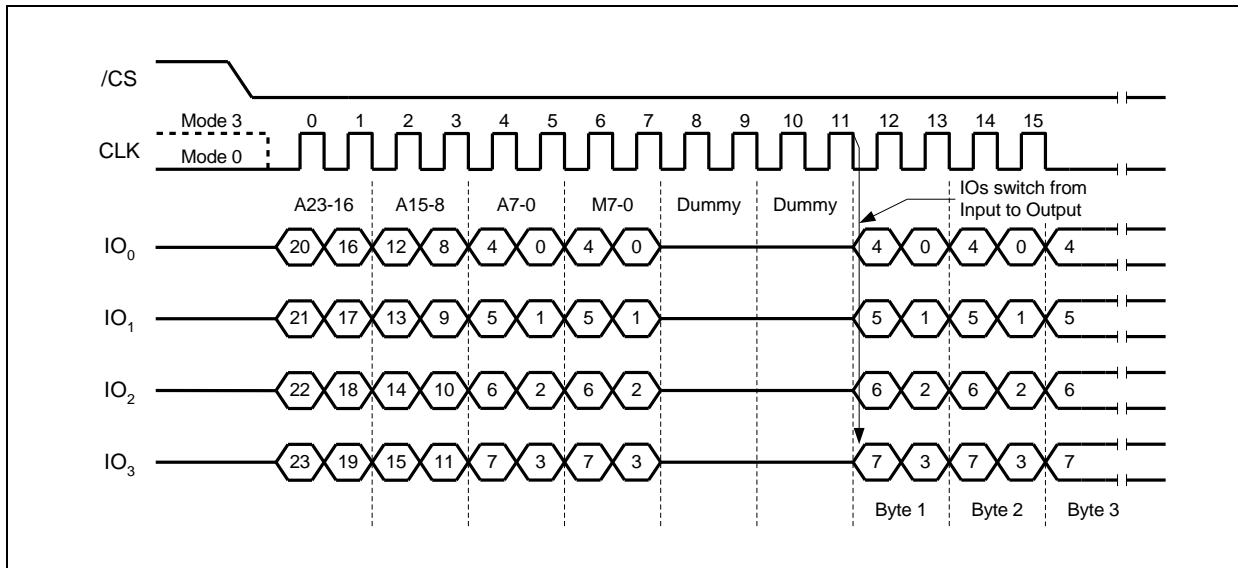 /CS
Mode 3 0 1 2 3 4 5 6 7 8 9 10 11 12 13 14 15
CLK
Mode 0
IOs switch from
Input to Output
A23-16 A15-8 A7-0 M7-0 Dummy Dummy
IO0 20 16 12 8 4 0 4 0 4 0 4 0 4
IO1 21 17 13 9 5 1 5 1 5 1 5 1 5
IO2 22 18 14 10 6 2 6 2 6 2 6 2 6
IO3 23 19 15 11 7 3 7 3 7 3 7 3 7
Byte 1 Byte 2 Byte 3